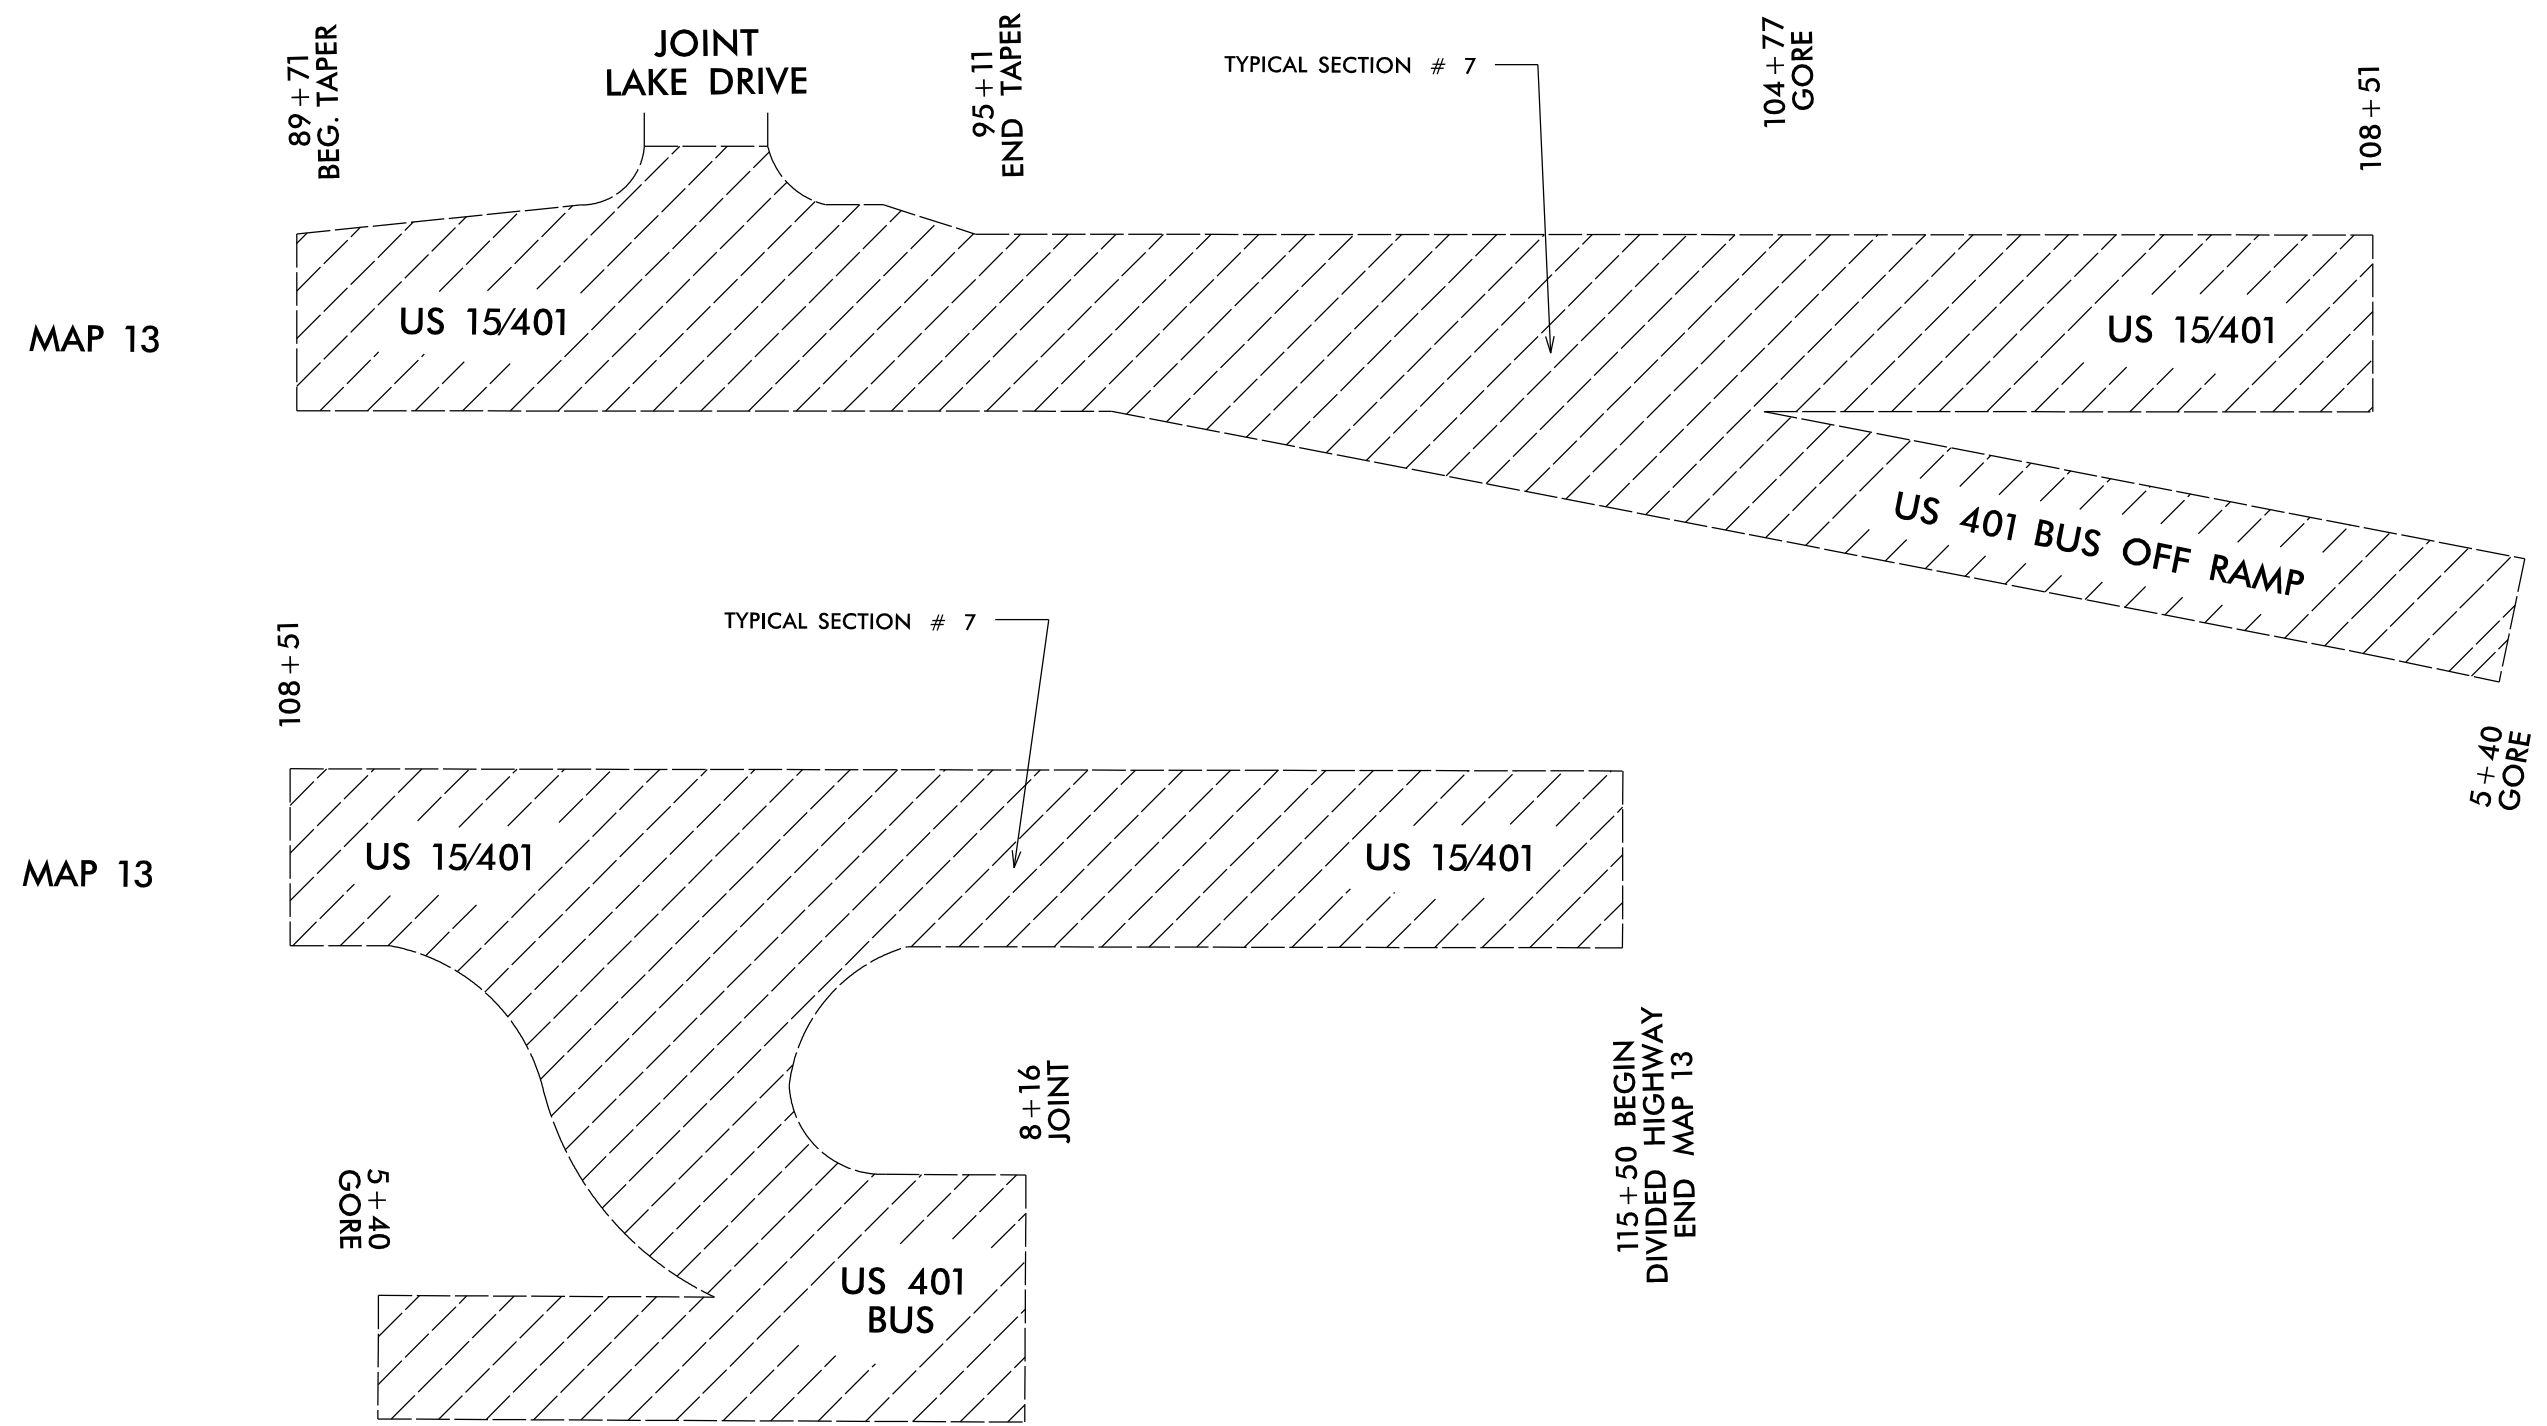 89+71
BEG. TAPER
JOINT
LAKE DRIVE
95+11
END TAPER
TYPICAL SECTION # 7
104+77
GORE
108+51
MAP 13
US 15/401
US 15/401
US 401 BUS OFF RAMP
5+40
GORE
TYPICAL SECTION # 7
108+51
MAP 13
US 15/401
US 15/401
8+16
JOINT
115+50 BEGIN
DIVIDED HIGHWAY
END MAP 13
5+40
GORE
US 401
BUS